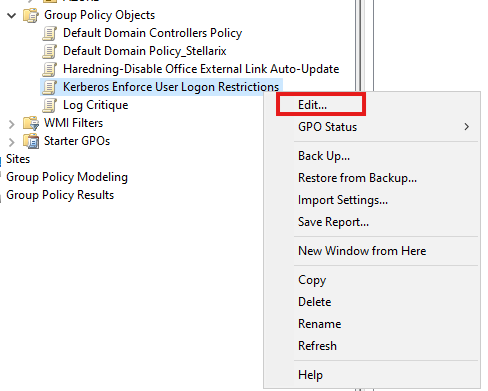 Group Policy Objects
Default Domain Controllers Policy
Default Domain Policy_Stellarix
Haredning-Disable Office External Link Auto-Update
Kerberos Enforce User Logon Restrictions
Log Critique
WMI Filters
Starter GPOs
Sites
Group Policy Modeling
Group Policy Results
Edit...
GPO Status
Back Up...
Restore from Backup...
Import Settings...
Save Report...
New Window from Here
Copy
Delete
Rename
Refresh
Help